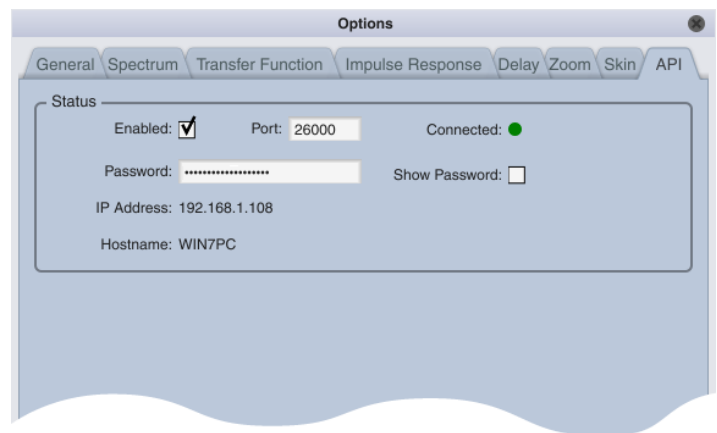 Options
General Spectrum Transfer Function Impulse Response Delay Zoom Skin API
Status
Enabled: Port: 26000 Connected:
Password: ••••••••••••••••••• Show Password:
IP Address: 192.168.1.108
Hostname: WIN7PC